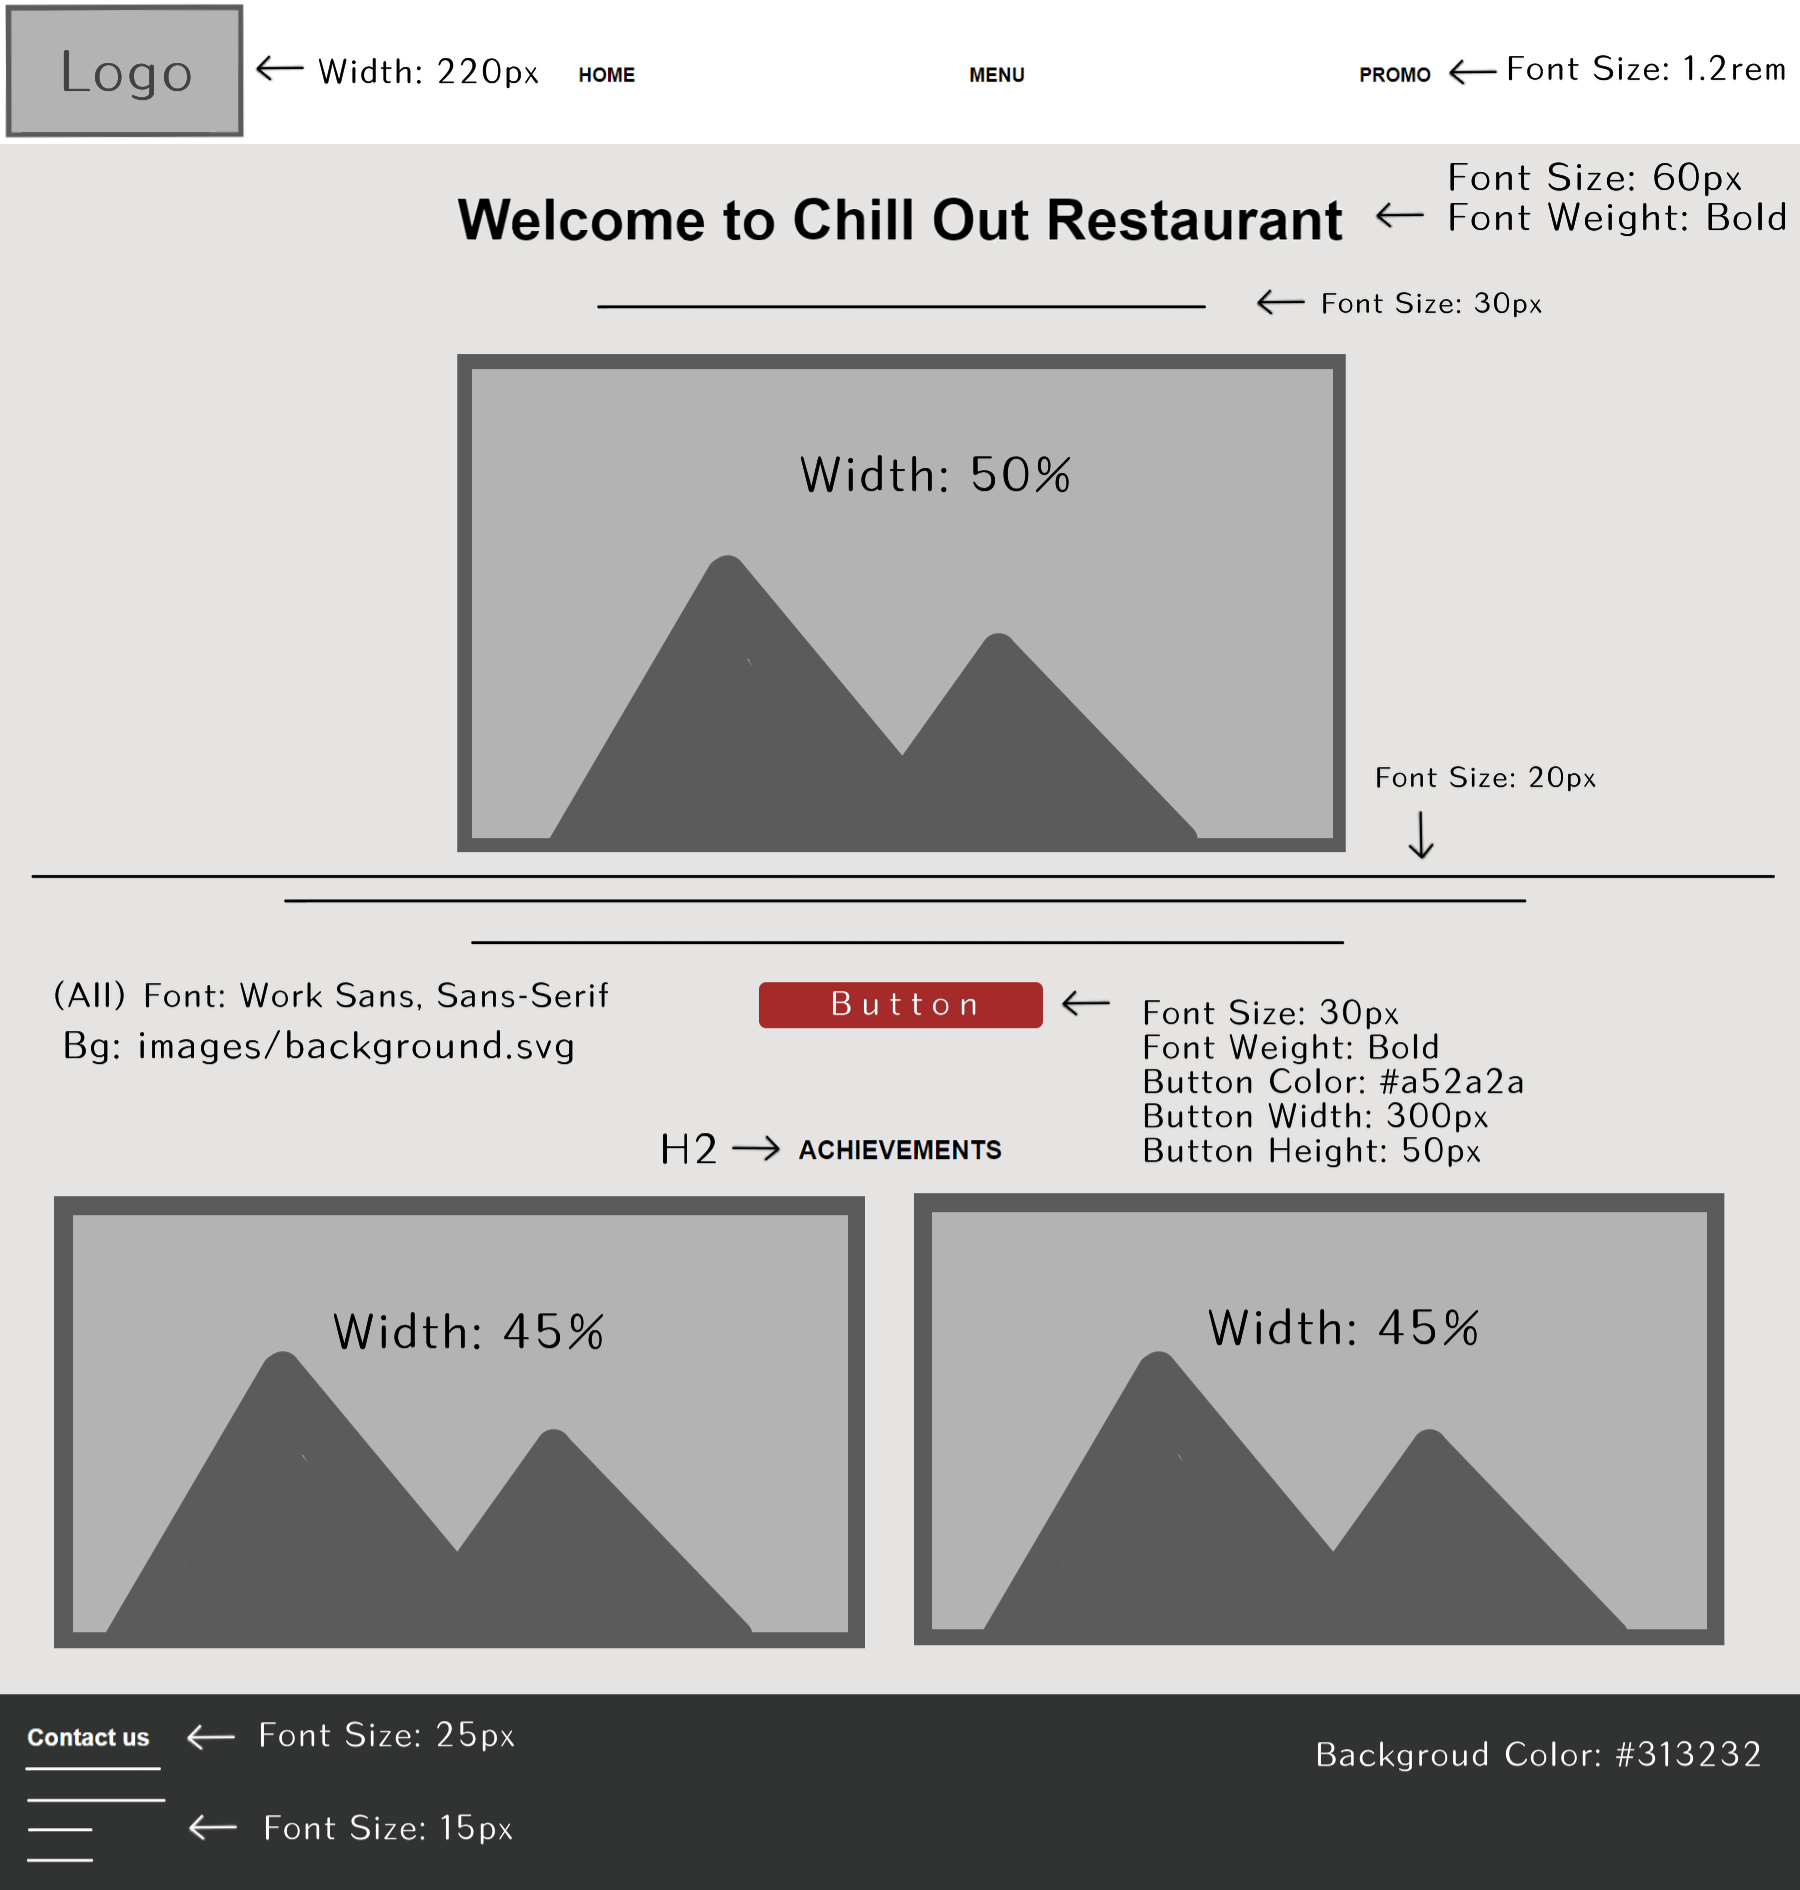 Logo
Width: 220px
HOME
MENU
PROMO
Font Size: 1.2rem
Welcome to Chill Out Restaurant
Font Size: 60px
Font Weight: Bold
Font Size: 30px
Width: 50%
Font Size: 20px
(All) Font: Work Sans, Sans-Serif
Bg: images/background.svg
Button
Font Size: 30px
Font Weight: Bold
Button Color: #a52a2a
Button Width: 300px
Button Height: 50px
H2
ACHIEVEMENTS
Width: 45%
Width: 45%
Contact us
Font Size: 25px
Backgroud Color: #313232
Font Size: 15px